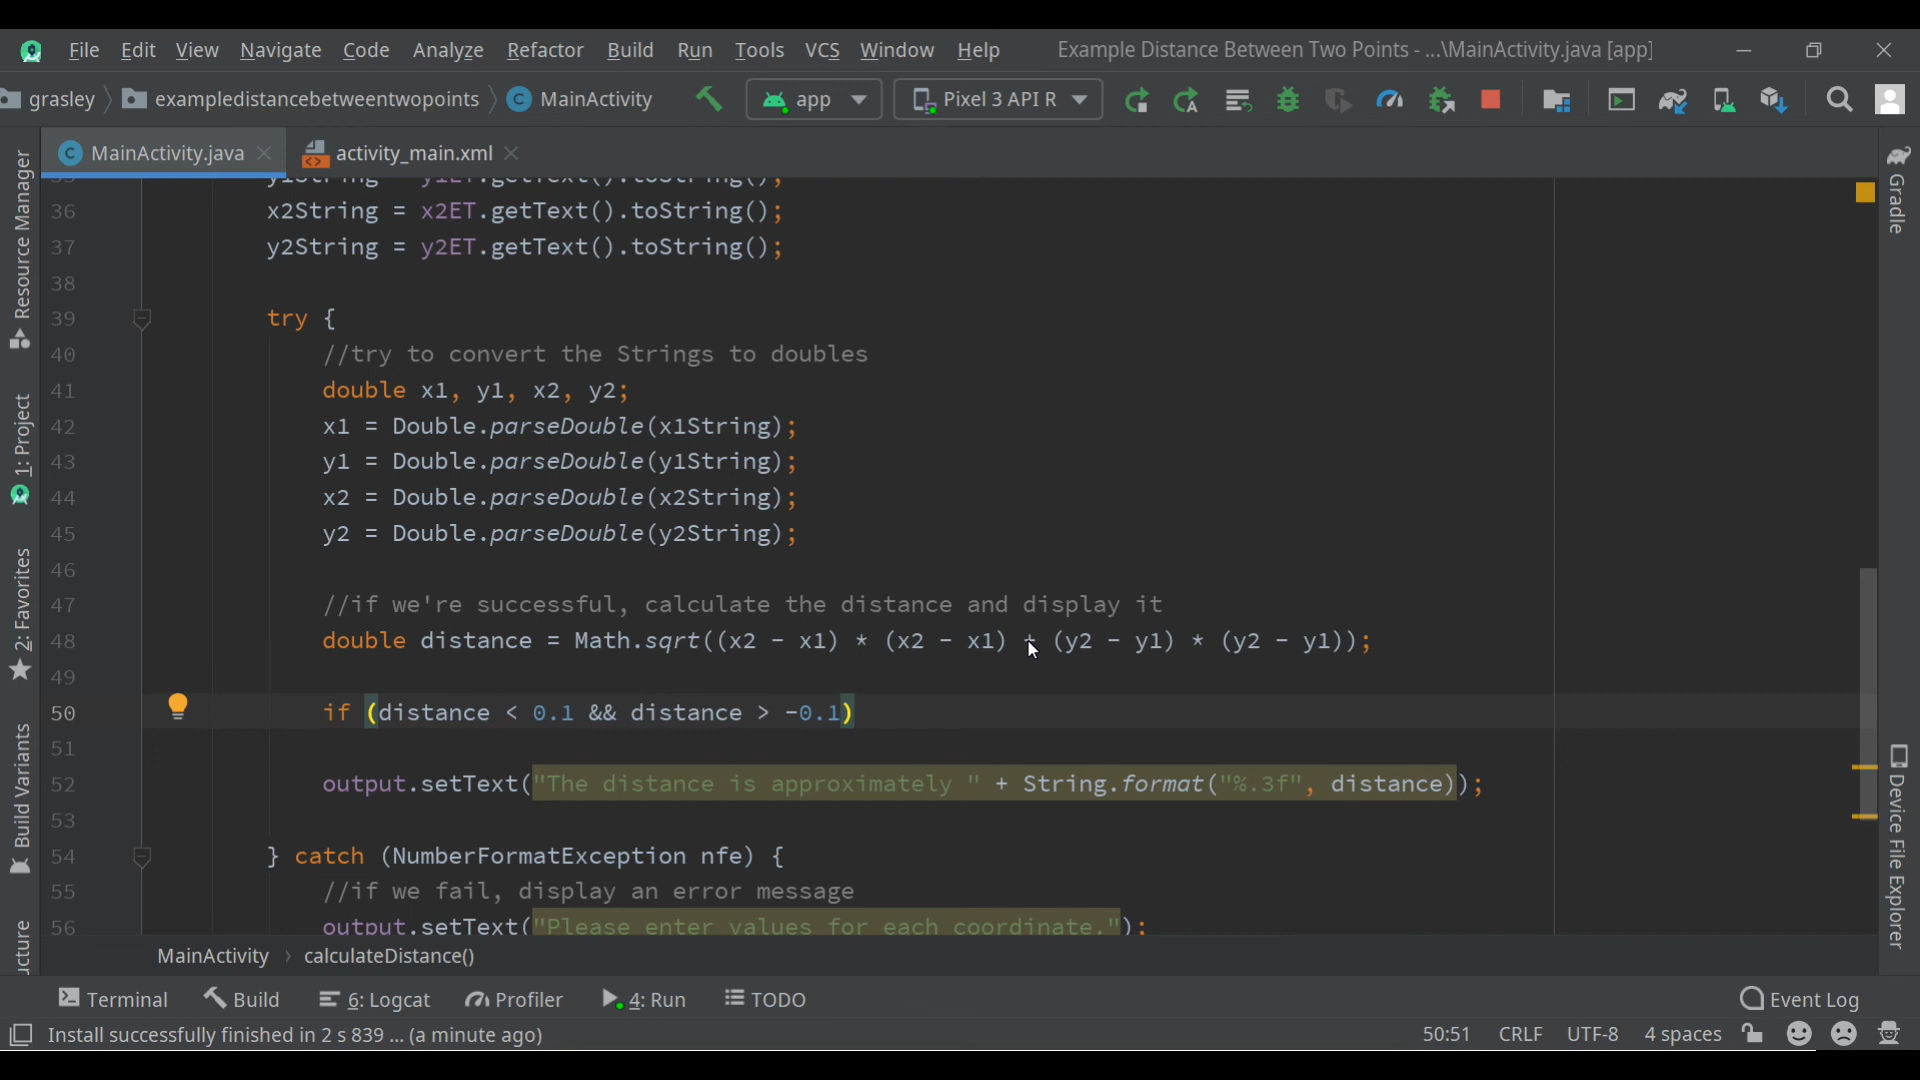 File Edit View Navigate Code Analyze Refactor Build Run Tools VCS Window Help Example Distance Between Two Points - ...\MainActivity.java [app]
grasley exampledistancebetweentwopoints MainActivity app Pixel 3 API R
MainActivity.java activity_main.xml
35 y1String = y1ET.getText().toString();
36 x2String = x2ET.getText().toString();
37 y2String = y2ET.getText().toString();
38
39 try {
40 //try to convert the Strings to doubles
41 double x1, y1, x2, y2;
42 x1 = Double.parseDouble(x1String);
43 y1 = Double.parseDouble(y1String);
44 x2 = Double.parseDouble(x2String);
45 y2 = Double.parseDouble(y2String);
46
47 //if we're successful, calculate the distance and display it
48 double distance = Math.sqrt((x2 - x1) * (x2 - x1) + (y2 - y1) * (y2 - y1));
49
50 if (distance < 0.1 && distance > -0.1)
51
52 output.setText("The distance is approximately " + String.format("%.3f", distance));
53
54 } catch (NumberFormatException nfe) {
55 //if we fail, display an error message
56 output.setText("Please enter values for each coordinate.");
Resource Manager
1: Project
2: Favorites
Build Variants
ucture
Gradle
Device File Explorer
MainActivity › calculateDistance()
Terminal Build 6: Logcat Profiler 4: Run TODO Event Log
Install successfully finished in 2 s 839 ... (a minute ago) 50:51 CRLF UTF-8 4 spaces